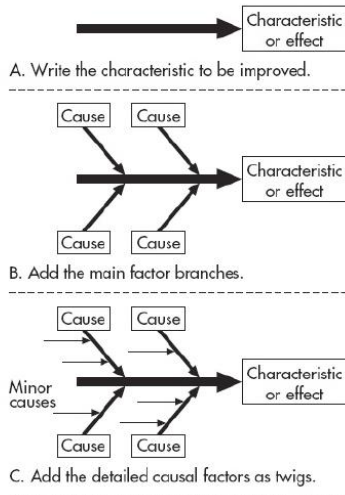 Characteristic
or effect
A. Write the characteristic to be improved.
Cause Cause
Characteristic
or effect
Cause Cause
B. Add the main factor branches.
Cause Cause
Characteristic
or effect
Minor
causes
Cause Cause
C. Add the detailed causal factors as twigs.